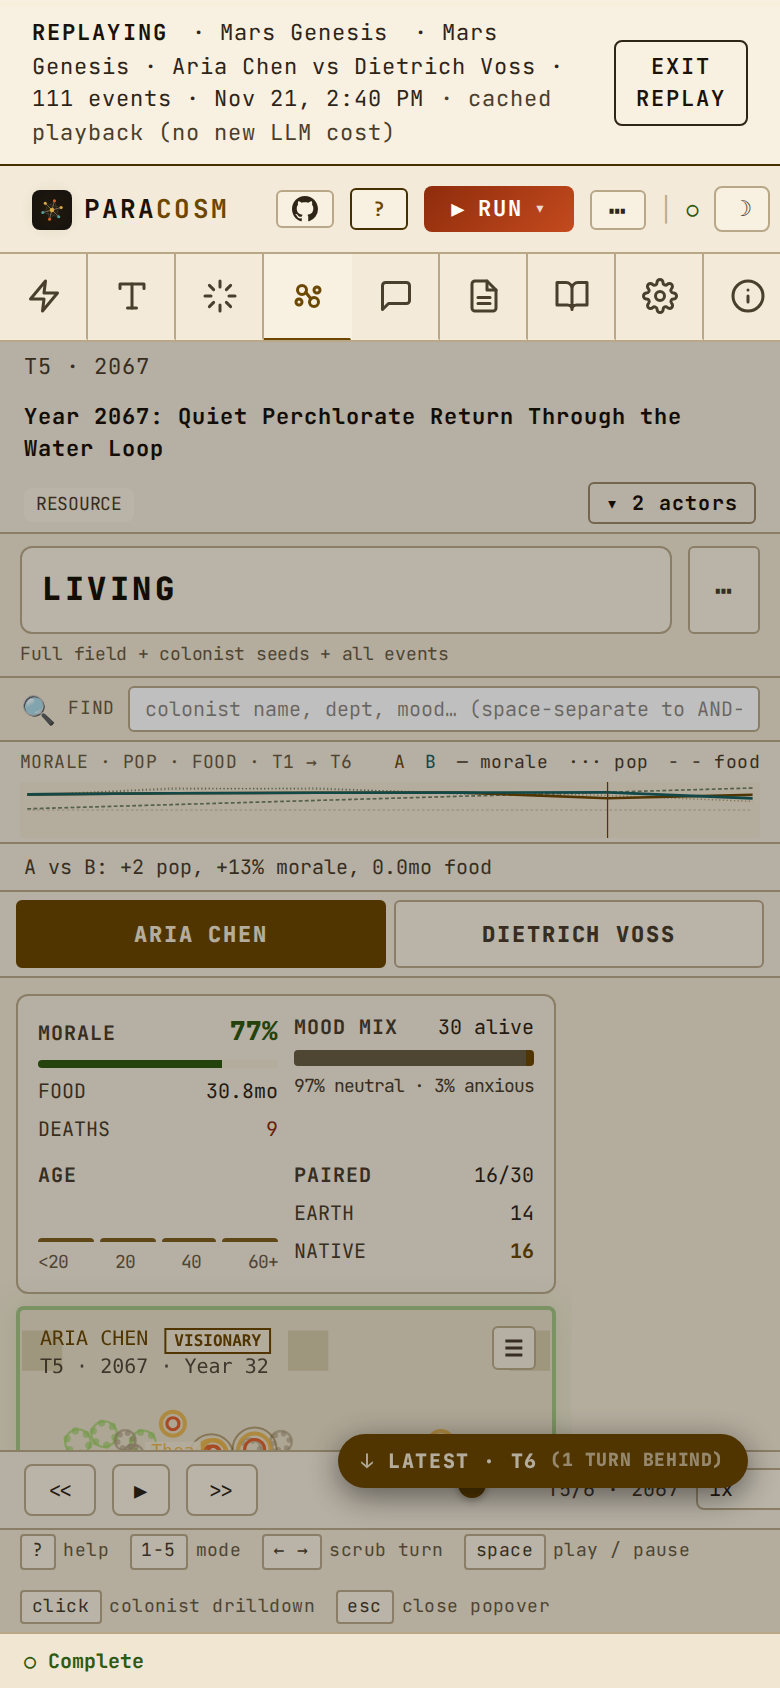 REPLAYING · Mars Genesis · Mars
Genesis · Aria Chen vs Dietrich Voss ·
111 events · Nov 21, 2:40 PM · cached
playback (no new LLM cost)
EXIT
REPLAY
PARACOSM
?
▶ RUN ▾
…
T5 · 2067
Year 2067: Quiet Perchlorate Return Through the
Water Loop
RESOURCE
▾ 2 actors
LIVING
…
Full field + colonist seeds + all events
FIND
colonist name, dept, mood… (space-separate to AND-
MORALE · POP · FOOD · T1 → T6 A B — morale ··· pop - - food
A vs B: +2 pop, +13% morale, 0.0mo food
ARIA CHEN
DIETRICH VOSS
MORALE 77%
FOOD 30.8mo
DEATHS 9
MOOD MIX 30 alive
97% neutral · 3% anxious
AGE
<20 20 40 60+
PAIRED 16/30
EARTH 14
NATIVE 16
ARIA CHEN VISIONARY
T5 · 2067 · Year 32
Thea
↓ LATEST · T6 (1 TURN BEHIND)
<< ▶ >>
T5/6 · 2067
1x
? help 1-5 mode ← → scrub turn space play / pause
click colonist drilldown esc close popover
Complete